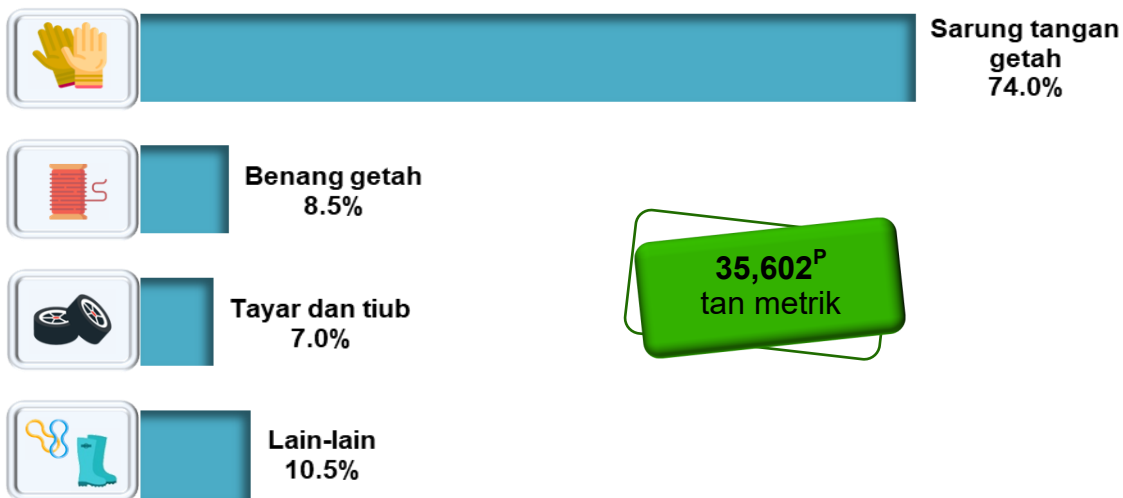 Sarung tangan
getah
74.0%
Benang getah
8.5%
Tayar dan tiub
7.0%
35,602ᴾ
tan metrik
Lain-lain
10.5%